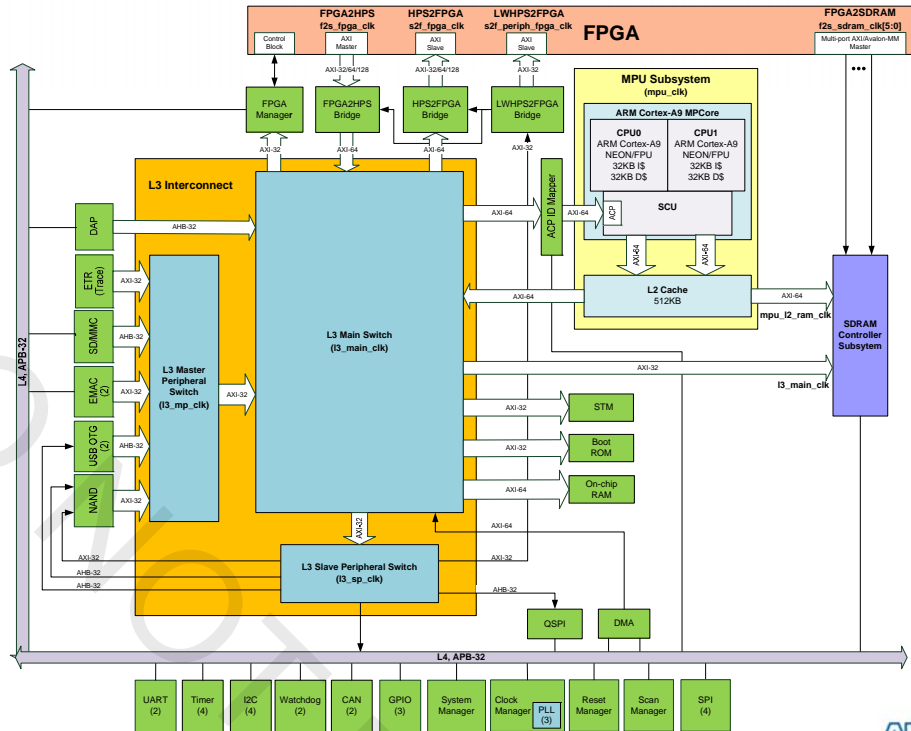 FPGA2HPS
f2s_fpga_clk
HPS2FPGA
s2f_fpga_clk
LWHPS2FPGA
s2f_periph_fpga_clk
FPGA
FPGA2SDRAM
f2s_sdram_clk[5:0]
Control
Block
AXI
Master
AXI
Slave
AXI
Slave
Multi-port AXI/Avalon-MM
Master
AXI-32/64/128
AXI-32/64/128
AXI-32
FPGA
Manager
FPGA2HPS
Bridge
HPS2FPGA
Bridge
LWHPS2FPGA
Bridge
AXI-32
AXI-64
AXI-64
AXI-32
MPU Subsystem
(mpu_clk)
ARM Cortex-A9 MPCore
CPU0
ARM Cortex-A9
NEON/FPU
32KB I$
32KB D$
CPU1
ARM Cortex-A9
NEON/FPU
32KB I$
32KB D$
SCU
ACP
AXI-64
ACP ID Mapper
AXI-64
AXI-64
AXI-64
L2 Cache
512KB
AXI-64
AXI-64
mpu_l2_ram_clk
SDRAM
Controller
Subsytem
AXI-32
l3_main_clk
L3 Interconnect
L3 Main Switch
(l3_main_clk)
L3 Master
Peripheral
Switch
(l3_mp_clk)
AXI-32
DAP
AHB-32
ETR
(Trace)
AXI-32
SD/MMC
AHB-32
EMAC
(2)
AXI-32
USB OTG
(2)
AHB-32
NAND
AXI-32
L4, APB-32
AXI-32
STM
AXI-32
Boot
ROM
AXI-64
On-chip
RAM
AXI-32
AXI-64
L3 Slave Peripheral Switch
(l3_sp_clk)
AXI-32
AHB-32
AHB-32
AXI-32
AHB-32
QSPI
DMA
L4, APB-32
UART
(2)
Timer
(4)
I2C
(4)
Watchdog
(2)
CAN
(2)
GPIO
(3)
System
Manager
Clock
Manager
PLL
(3)
Reset
Manager
Scan
Manager
SPI
(4)